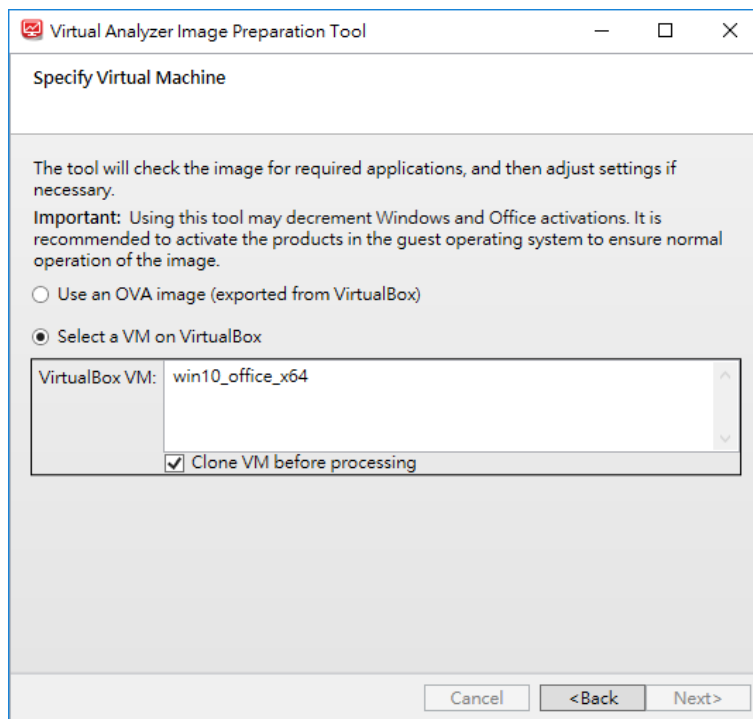 Virtual Analyzer Image Preparation Tool
Specify Virtual Machine
The tool will check the image for required applications, and then adjust settings if
necessary.
Important: Using this tool may decrement Windows and Office activations. It is
recommended to activate the products in the guest operating system to ensure normal
operation of the image.
Use an OVA image (exported from VirtualBox)
Select a VM on VirtualBox
VirtualBox VM: win10_office_x64
Clone VM before processing
Cancel <Back Next>